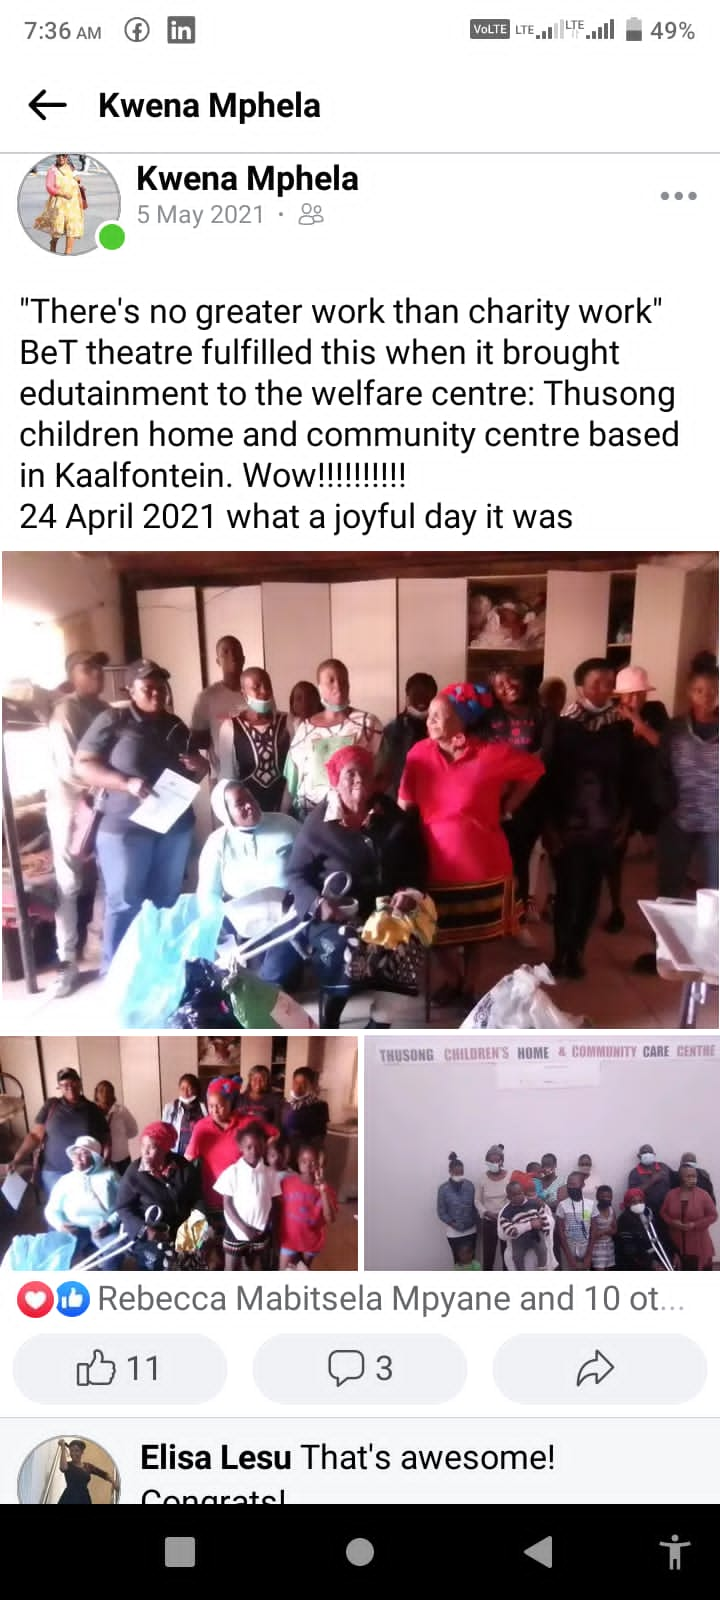 7:36 AM
VoLTE LTE LTE 49%
Kwena Mphela
Kwena Mphela
5 May 2021 ·
"There's no greater work than charity work"
BeT theatre fulfilled this when it brought
edutainment to the welfare centre: Thusong
children home and community centre based
in Kaalfontein. Wow!!!!!!!!!!
24 April 2021 what a joyful day it was
THUSONG CHILDREN'S HOME & COMMUNITY CARE CENTRE
Rebecca Mabitsela Mpyane and 10 ot...
11
3
Elisa Lesu That's awesome!
Congrats!